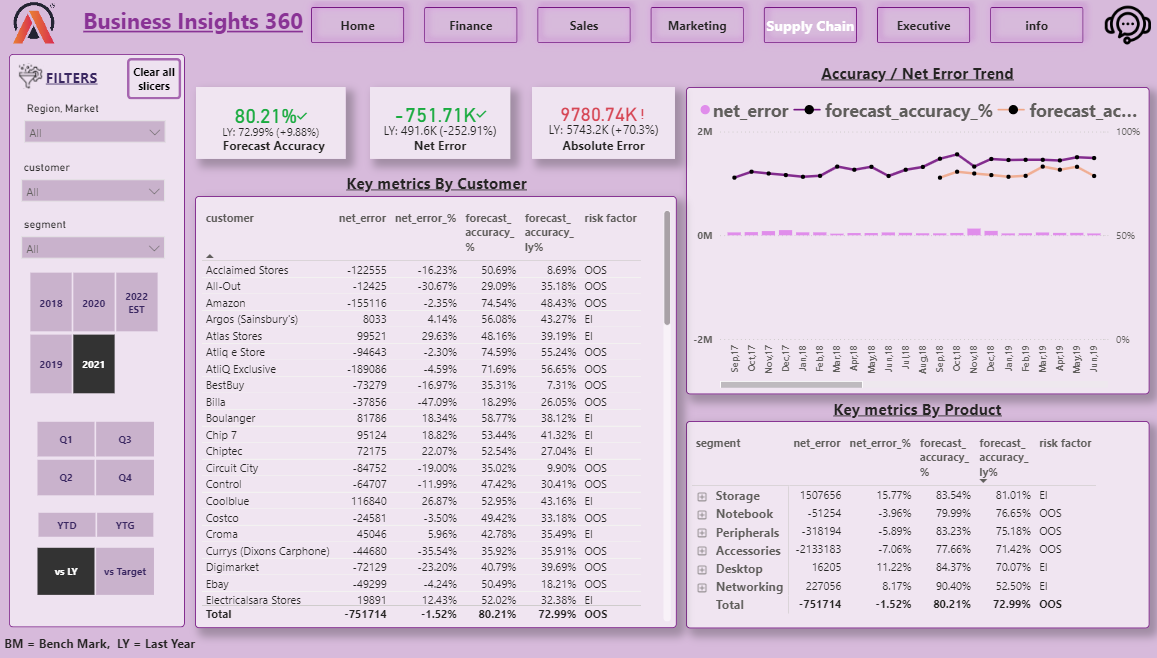 Business Insights 360
Home
Finance
Sales
Marketing
Supply Chain
Executive
info
FILTERS
Clear all
slicers
Region, Market
All
customer
All
segment
All
2018
2020
2022
EST
2019
2021
Q1
Q3
Q2
Q4
YTD
YTG
vs LY
vs Target
BM = Bench Mark, LY = Last Year
80.21%✓
LY: 72.99% (+9.88%)
Forecast Accuracy
-751.71K✓
LY: 491.6K (-252.91%)
Net Error
9780.74K!
LY: 5743.2K (+70.3%)
Absolute Error
Key metrics By Customer
customer net_error net_error_% forecast_accuracy_% forecast_accuracy_ly% risk factor
Acclaimed Stores -122555 -16.23% 50.69% 8.69% OOS
All-Out -12425 -30.67% 29.09% 35.18% OOS
Amazon -155116 -2.35% 74.54% 48.43% OOS
Argos (Sainsbury's) 8033 4.14% 56.08% 43.27% EI
Atlas Stores 99521 29.63% 48.16% 39.19% EI
Atliq e Store -94643 -2.30% 74.59% 55.24% OOS
AtliQ Exclusive -189086 -4.59% 71.69% 56.65% OOS
BestBuy -73279 -16.97% 35.31% 7.31% OOS
Billa -37856 -47.09% 18.29% 26.05% OOS
Boulanger 81786 18.34% 58.77% 38.12% EI
Chip 7 95124 18.82% 53.44% 41.32% EI
Chiptec 72175 22.07% 52.54% 27.04% EI
Circuit City -84752 -19.00% 35.02% 9.90% OOS
Control -64707 -11.99% 47.42% 30.41% OOS
Coolblue 116840 26.87% 52.95% 43.16% EI
Costco -24581 -3.50% 49.42% 33.18% OOS
Croma 45046 5.96% 42.78% 35.49% EI
Currys (Dixons Carphone) -44680 -35.54% 35.92% 35.91% OOS
Digimarket -72129 -23.20% 40.79% 39.69% OOS
Ebay -49299 -4.24% 50.49% 18.21% OOS
Electricalsara Stores 19891 12.43% 52.02% 32.38% EI
Total -751714 -1.52% 80.21% 72.99% OOS
Accuracy / Net Error Trend
net_error forecast_accuracy_% forecast_ac...
2M 100%
0M 50%
-2M 0%
Sep,17 Oct,17 Nov,17 Dec,17 Jan,18 Feb,18 Mar,18 Apr,18 May,18 Jun,18 Jul,18 Aug,18 Sep,18 Oct,18 Nov,18 Dec,18 Jan,19 Feb,19 Mar,19 Apr,19 May,19 Jun,19
Key metrics By Product
segment net_error net_error_% forecast_accuracy_% forecast_accuracy_ly% risk factor
Storage 1507656 15.77% 83.54% 81.01% EI
Notebook -51254 -3.96% 79.99% 76.65% OOS
Peripherals -318194 -5.89% 83.23% 75.18% OOS
Accessories -2133183 -7.06% 77.66% 71.42% OOS
Desktop 16205 11.22% 84.37% 70.07% EI
Networking 227056 8.17% 90.40% 52.50% EI
Total -751714 -1.52% 80.21% 72.99% OOS